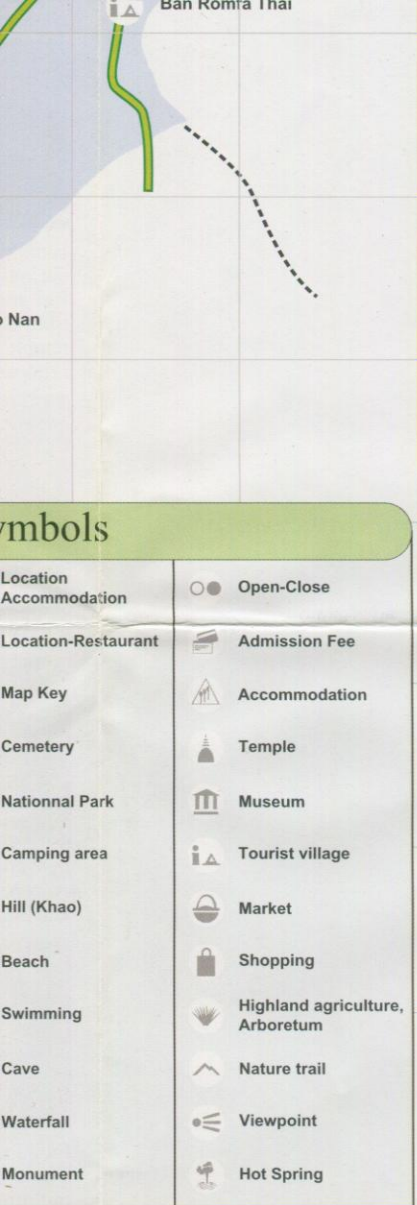 Ban Romfa Thai
Nan
ymbols
Location
Accommodation
Location-Restaurant
Map Key
Cemetery
Nationnal Park
Camping area
Hill (Khao)
Beach
Swimming
Cave
Waterfall
Monument
Open-Close
Admission Fee
Accommodation
Temple
Museum
Tourist village
Market
Shopping
Highland agriculture,
Arboretum
Nature trail
Viewpoint
Hot Spring